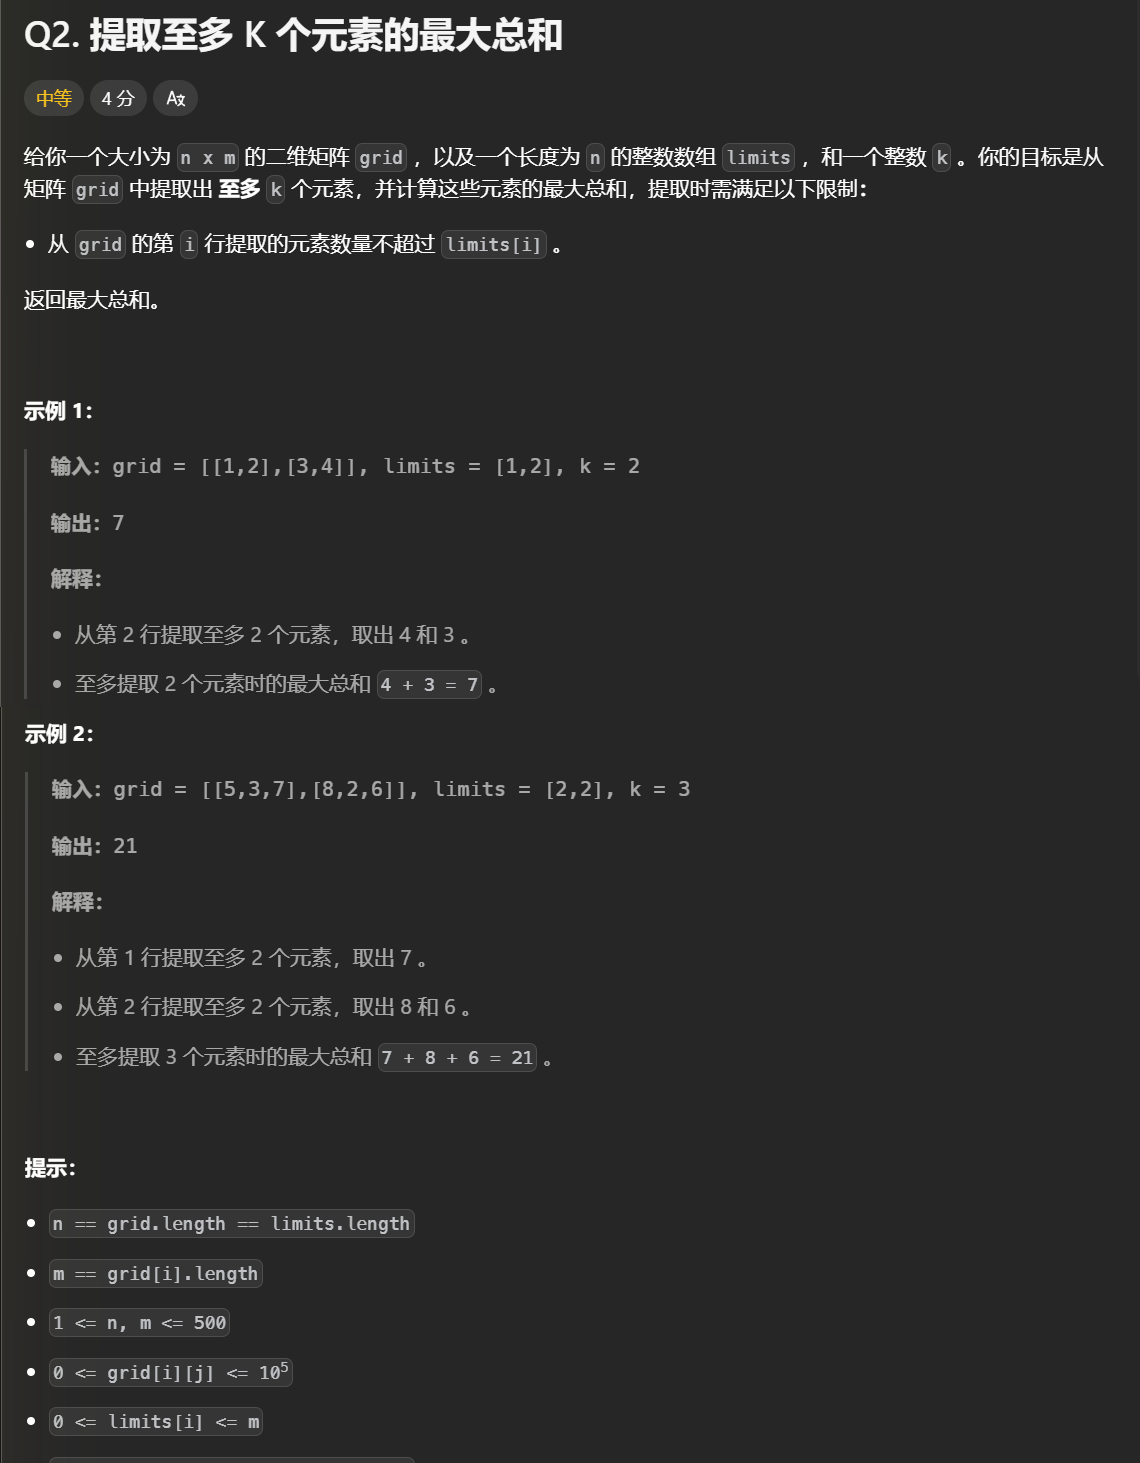 Q2. 提取至多 K 个元素的最大总和
中等 4 分 A文
给你一个大小为 n x m 的二维矩阵 grid ，以及一个长度为 n 的整数数组 limits ，和一个整数 k 。你的目标是从
矩阵 grid 中提取出 至多 k 个元素，并计算这些元素的最大总和，提取时需满足以下限制：
• 从 grid 的第 i 行提取的元素数量不超过 limits[i] 。
返回最大总和。
示例 1：
输入：grid = [[1,2],[3,4]], limits = [1,2], k = 2
输出：7
解释：
• 从第 2 行提取至多 2 个元素，取出 4 和 3 。
• 至多提取 2 个元素时的最大总和 4 + 3 = 7 。
示例 2：
输入：grid = [[5,3,7],[8,2,6]], limits = [2,2], k = 3
输出：21
解释：
• 从第 1 行提取至多 2 个元素，取出 7 。
• 从第 2 行提取至多 2 个元素，取出 8 和 6 。
• 至多提取 3 个元素时的最大总和 7 + 8 + 6 = 21 。
提示：
• n == grid.length == limits.length
• m == grid[i].length
• 1 <= n, m <= 500
• 0 <= grid[i][j] <= 10⁵
• 0 <= limits[i] <= m